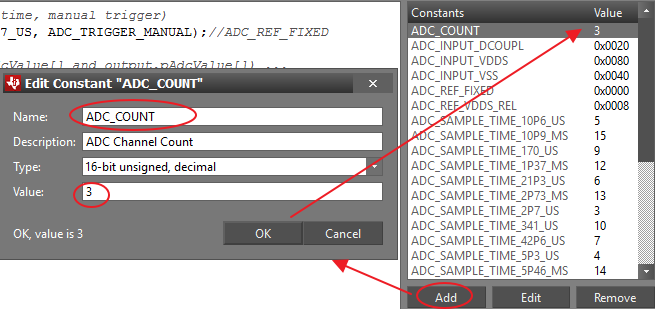 time, manual trigger)
7_US, ADC_TRIGGER_MANUAL);//ADC_REF_FIXED
cValue[] and output.pAdcValue[]) ...
Edit Constant "ADC_COUNT"
Name: ADC_COUNT
Description: ADC Channel Count
Type: 16-bit unsigned, decimal
Value: 3
OK, value is 3
OK
Cancel
Constants Value
ADC_COUNT 3
ADC_INPUT_DCOUPL 0x0020
ADC_INPUT_VDDS 0x0080
ADC_INPUT_VSS 0x0040
ADC_REF_FIXED 0x0000
ADC_REF_VDDS_REL 0x0008
ADC_SAMPLE_TIME_10P6_US 5
ADC_SAMPLE_TIME_10P9_MS 15
ADC_SAMPLE_TIME_170_US 9
ADC_SAMPLE_TIME_1P37_MS 12
ADC_SAMPLE_TIME_21P3_US 6
ADC_SAMPLE_TIME_2P73_MS 13
ADC_SAMPLE_TIME_2P7_US 3
ADC_SAMPLE_TIME_341_US 10
ADC_SAMPLE_TIME_42P6_US 7
ADC_SAMPLE_TIME_5P3_US 4
ADC_SAMPLE_TIME_5P46_MS 14
Add
Edit
Remove